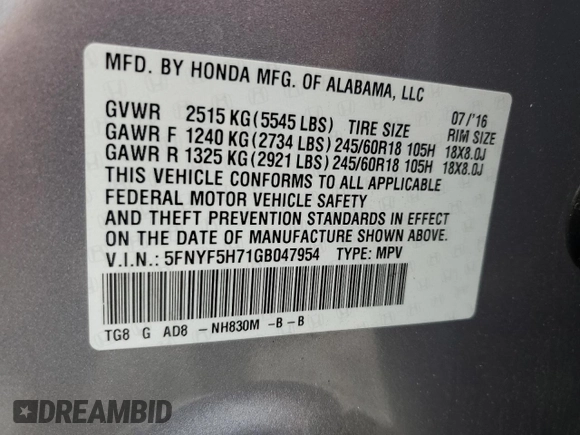 MFD. BY HONDA MFG. OF ALABAMA, LLC
GVWR 2515 KG(5545 LBS) TIRE SIZE 07/'16 RIM SIZE
GAWR F 1240 KG(2734 LBS)245/60R18 105H 18X8.0J
GAWR R 1325 KG(2921 LBS)245/60R18 105H 18X8.0J
THIS VEHICLE CONFORMS TO ALL APPLICABLE
FEDERAL MOTOR VEHICLE SAFETY
AND THEFT PREVENTION STANDARDS IN EFFECT
ON THE DATE OF MANUFACTURE SHOWN ABOVE.
V.I.N.: 5FNYF5H71GB047954 TYPE: MPV
TG8 G AD8 -NH830M -B-B
DREAMBID